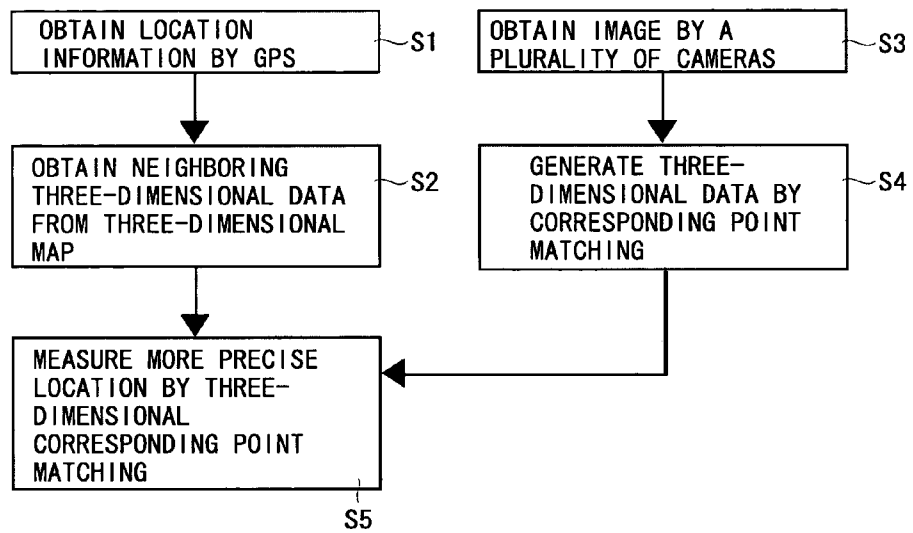 OBTAIN LOCATION
INFORMATION BY GPS
S1
OBTAIN NEIGHBORING
THREE-DIMENSIONAL DATA
FROM THREE-DIMENSIONAL
MAP
S2
OBTAIN IMAGE BY A
PLURALITY OF CAMERAS
S3
GENERATE THREE-
DIMENSIONAL DATA BY
CORRESPONDING POINT
MATCHING
S4
MEASURE MORE PRECISE
LOCATION BY THREE-
DIMENSIONAL
CORRESPONDING POINT
MATCHING
S5